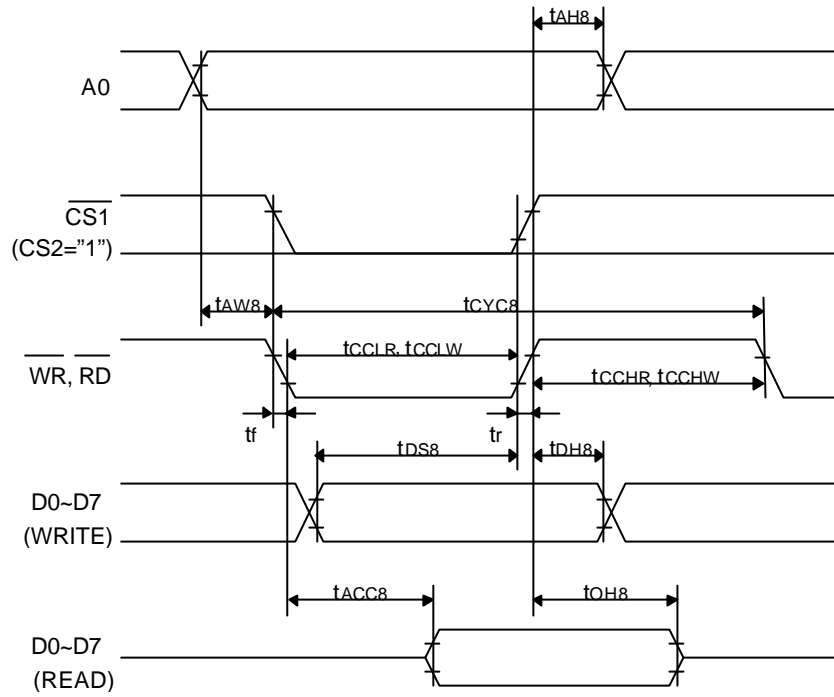 tAH8
A0
CS1
(CS2="1")
tAW8
tCYC8
WR, RD
tCCLR, tCCLW
tCCHR, tCCHW
tf
tr
tDS8
tDH8
D0~D7
(WRITE)
tACC8
tOH8
D0~D7
(READ)